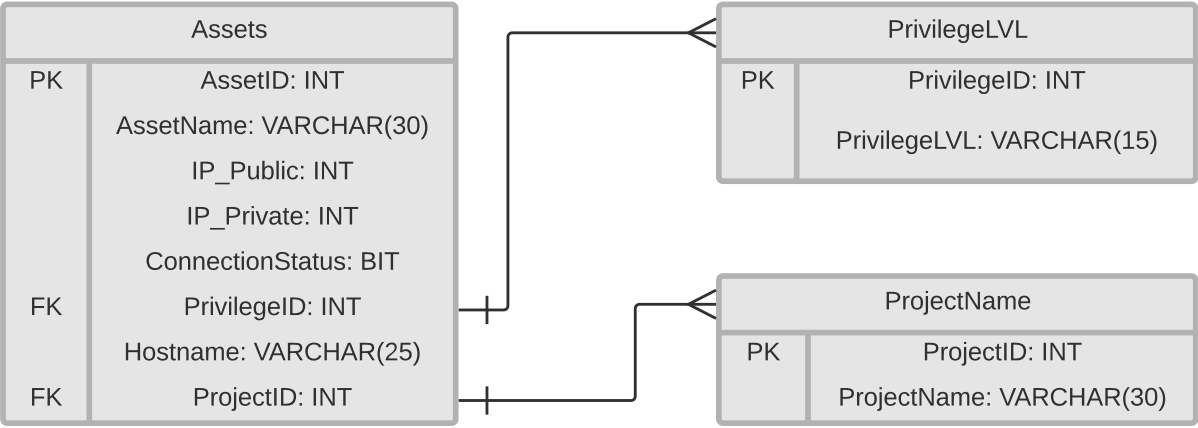 Assets
PK AssetID: INT
AssetName: VARCHAR(30)
IP_Public: INT
IP_Private: INT
ConnectionStatus: BIT
FK PrivilegeID: INT
Hostname: VARCHAR(25)
FK ProjectID: INT
PrivilegeLVL
PK PrivilegeID: INT
PrivilegeLVL: VARCHAR(15)
ProjectName
PK ProjectID: INT
ProjectName: VARCHAR(30)